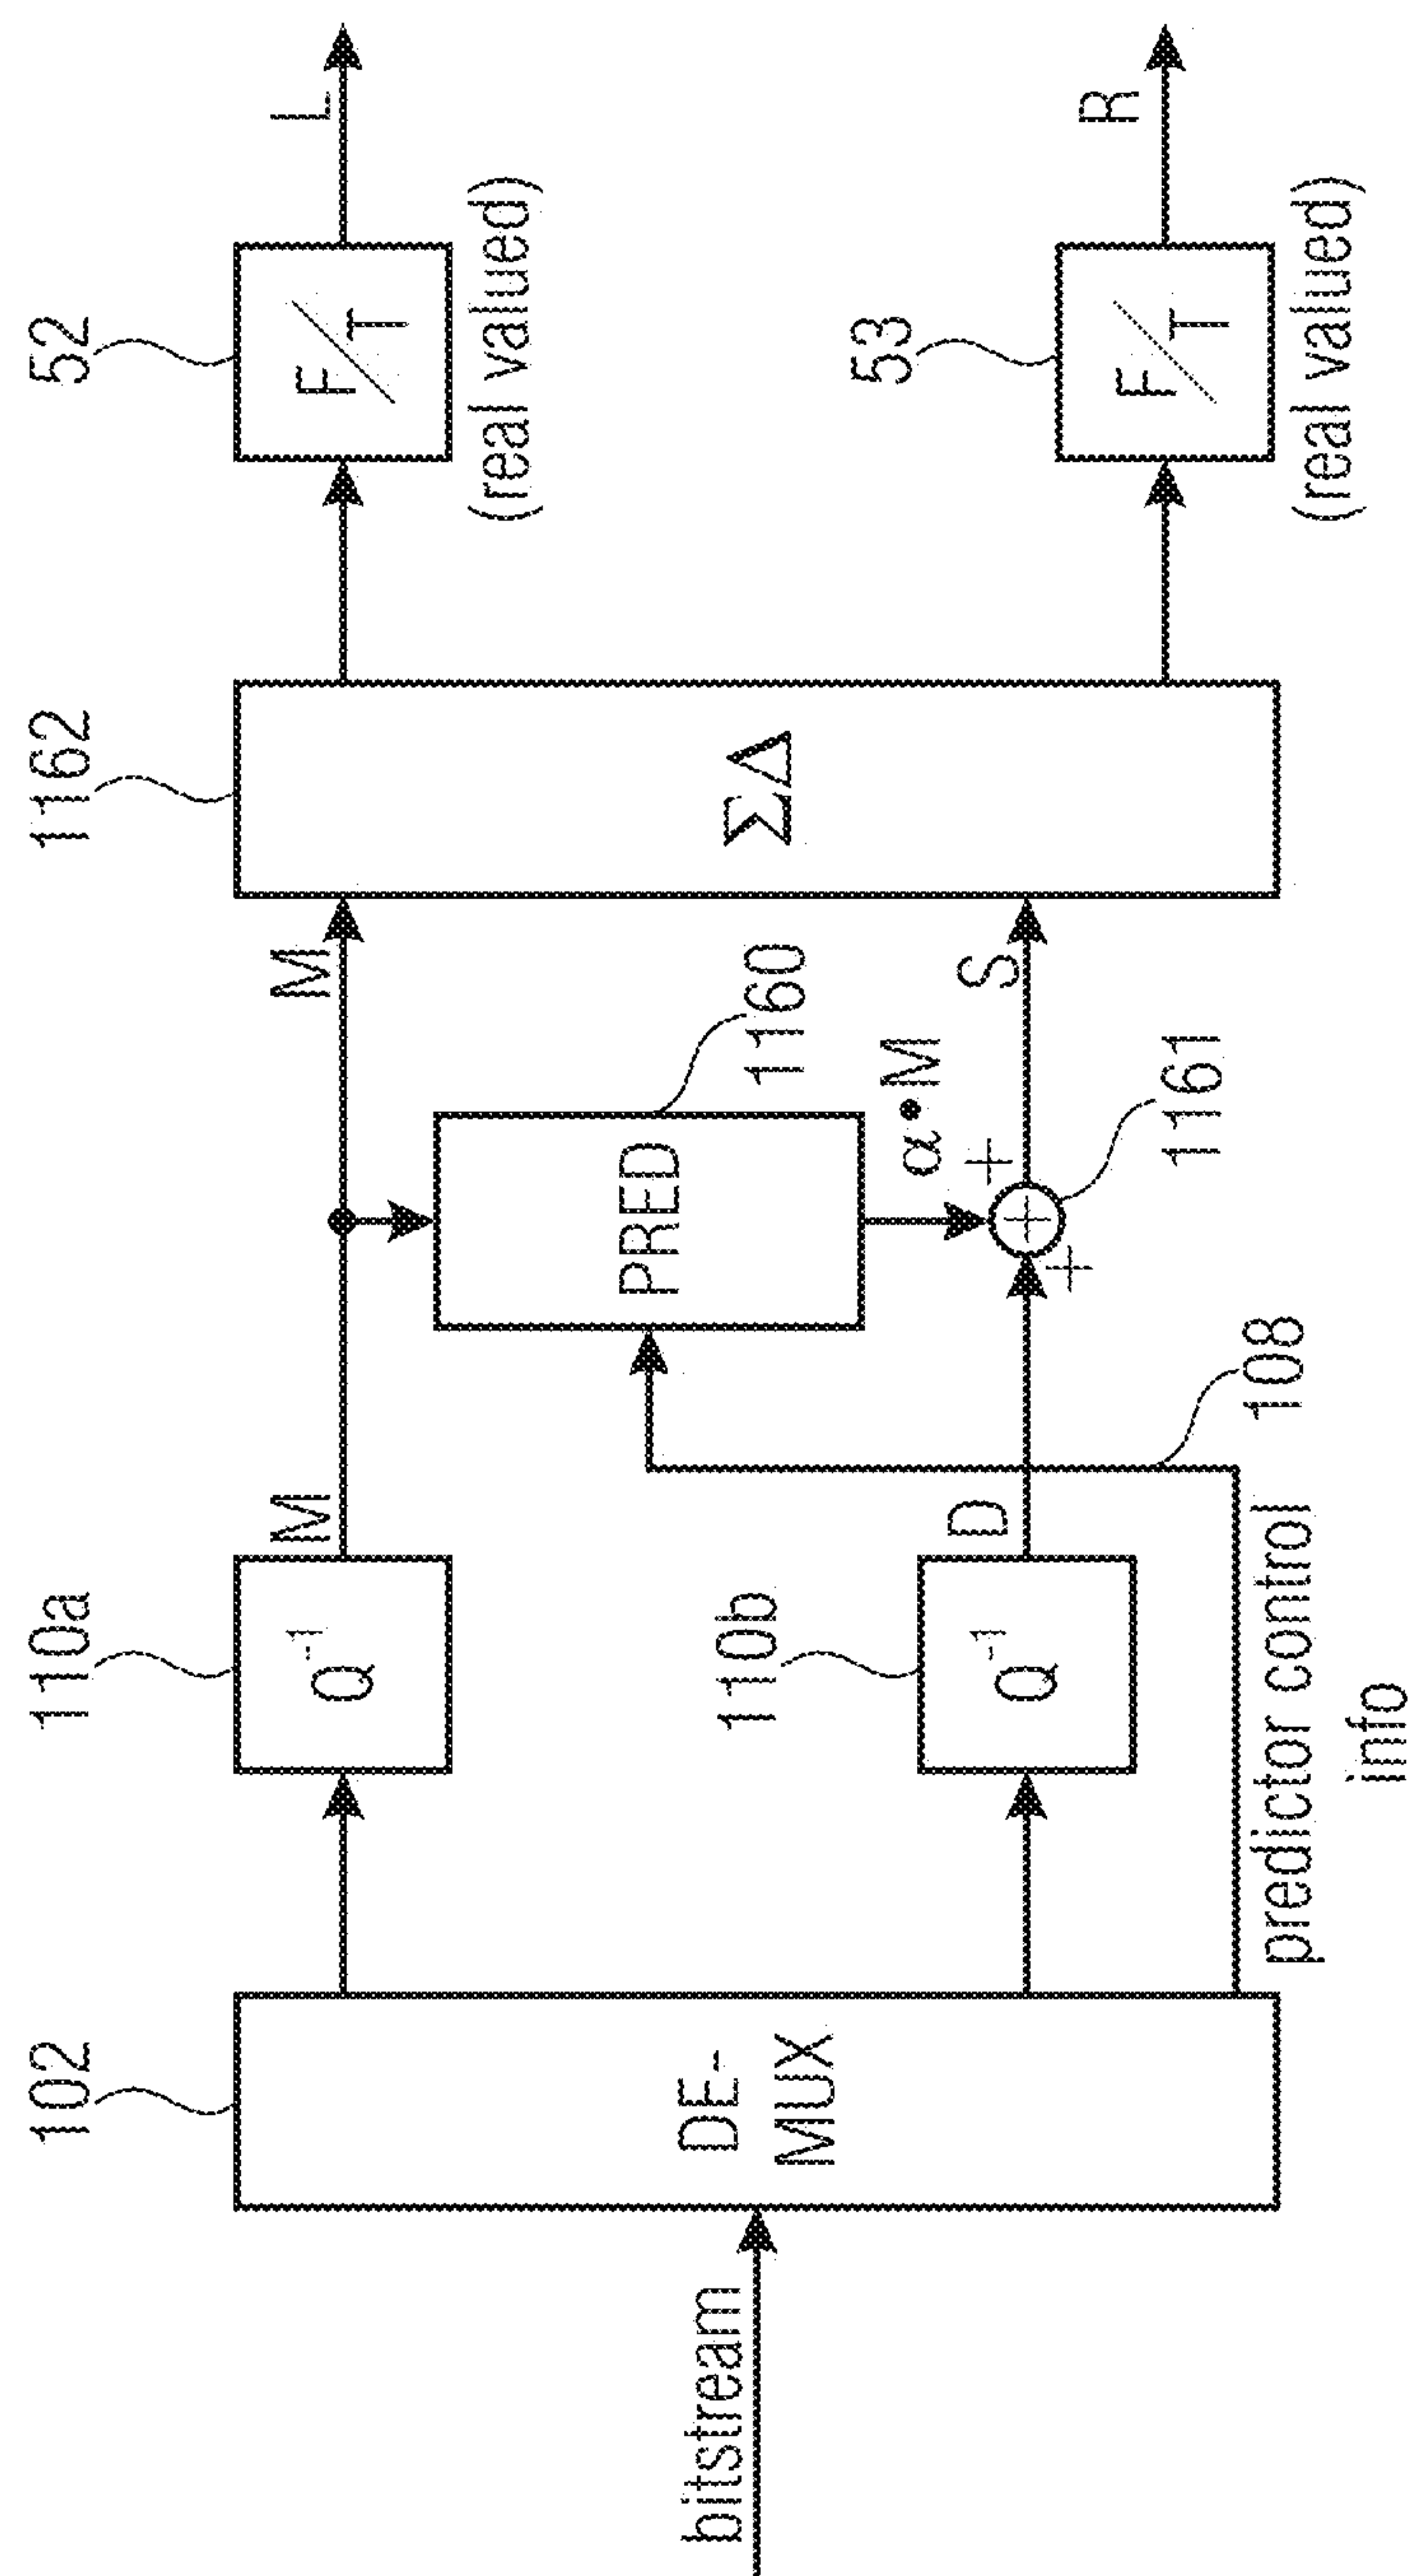 102
110a
1162
52
bitstream
DE-
MUX
Q⁻¹
M
M
ΣΔ
F/T
L
(real valued)
PRED
1160
110b
Q⁻¹
D
α•M
+
+
+
S
1161
53
F/T
R
(real valued)
108
predictor control
info